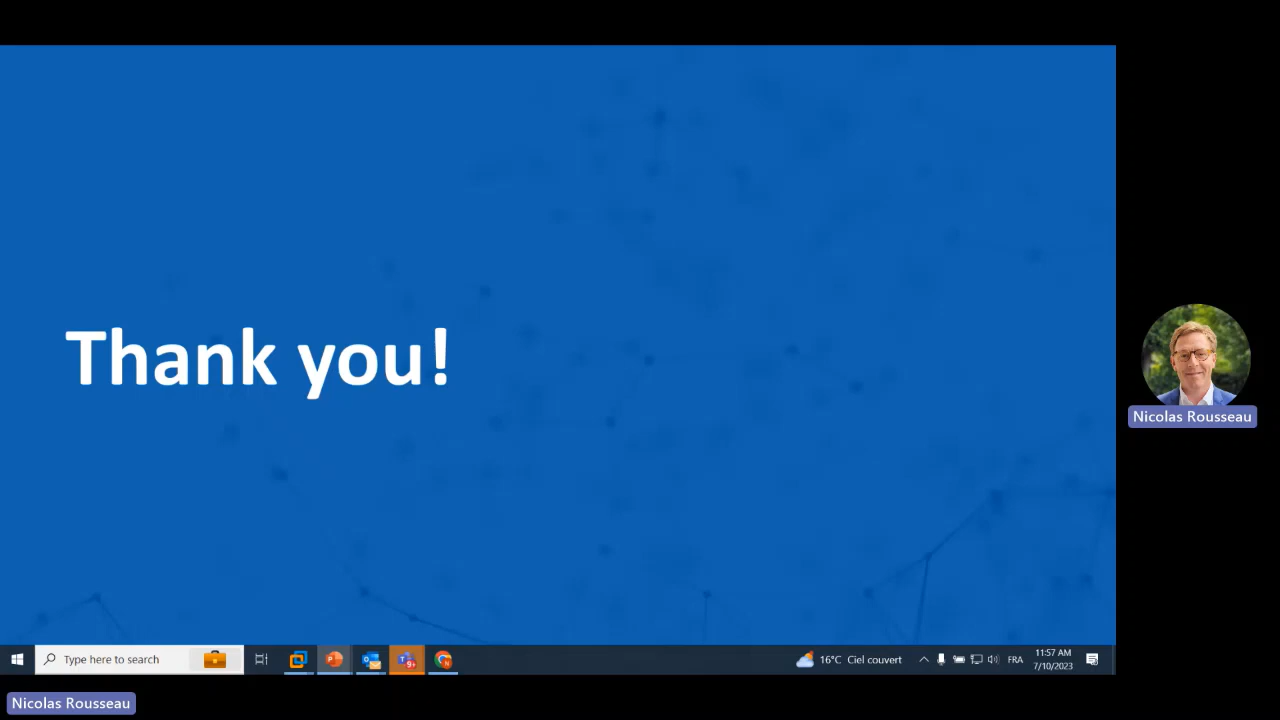 Thank you!
Nicolas Rousseau
Type here to search
9+
16°C Ciel couvert
FRA
11:57 AM
7/10/2023
Nicolas Rousseau